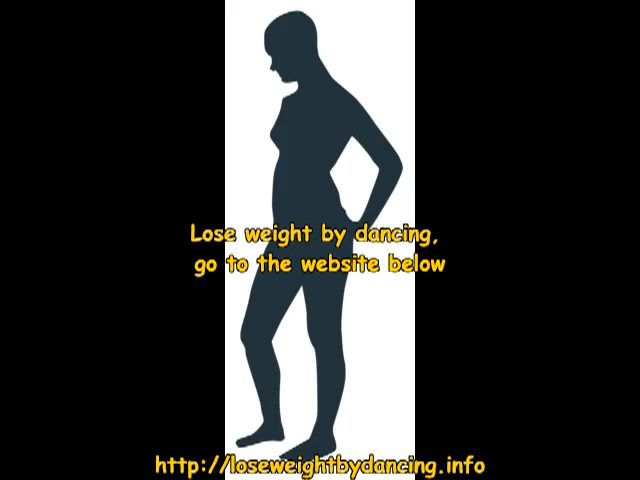 Lose weight by dancing,
go to the website below
http://loseweightbydancing.info